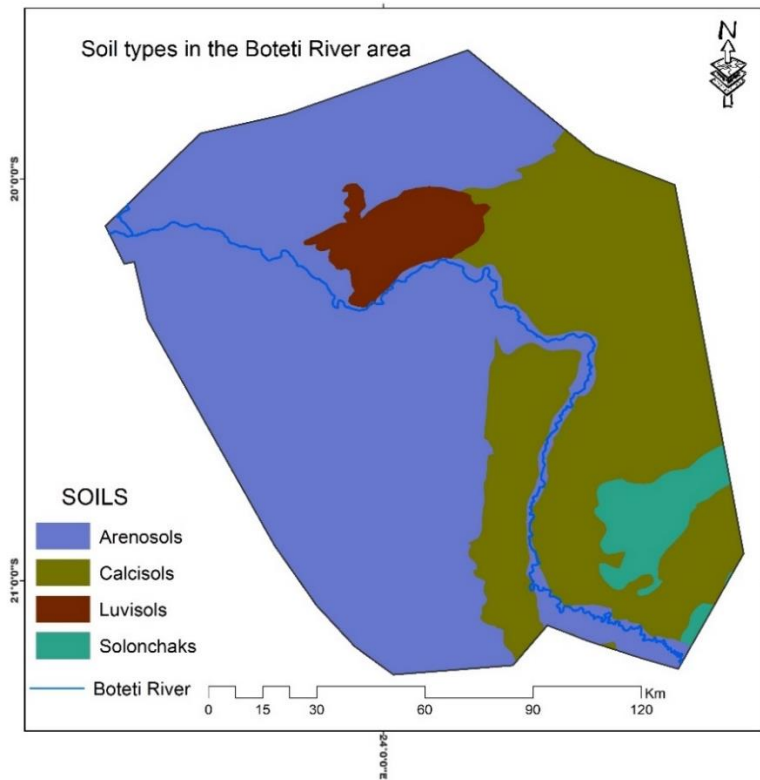 Soil types in the Boteti River area
N
20°0'0"S
21°0'0"S
SOILS
Arenosols
Calcisols
Luvisols
Solonchaks
Boteti River
0 15 30 60 90 120 Km
24°0'0"E